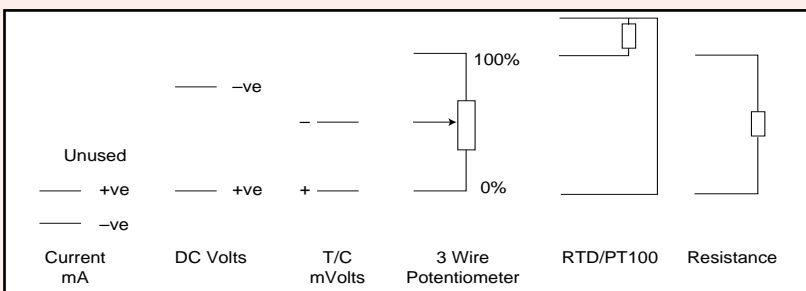 100%
–ve
–
Unused
+ve
+ve
+
0%
–ve
Current
mA
DC Volts
T/C
mVolts
3 Wire
Potentiometer
RTD/PT100
Resistance